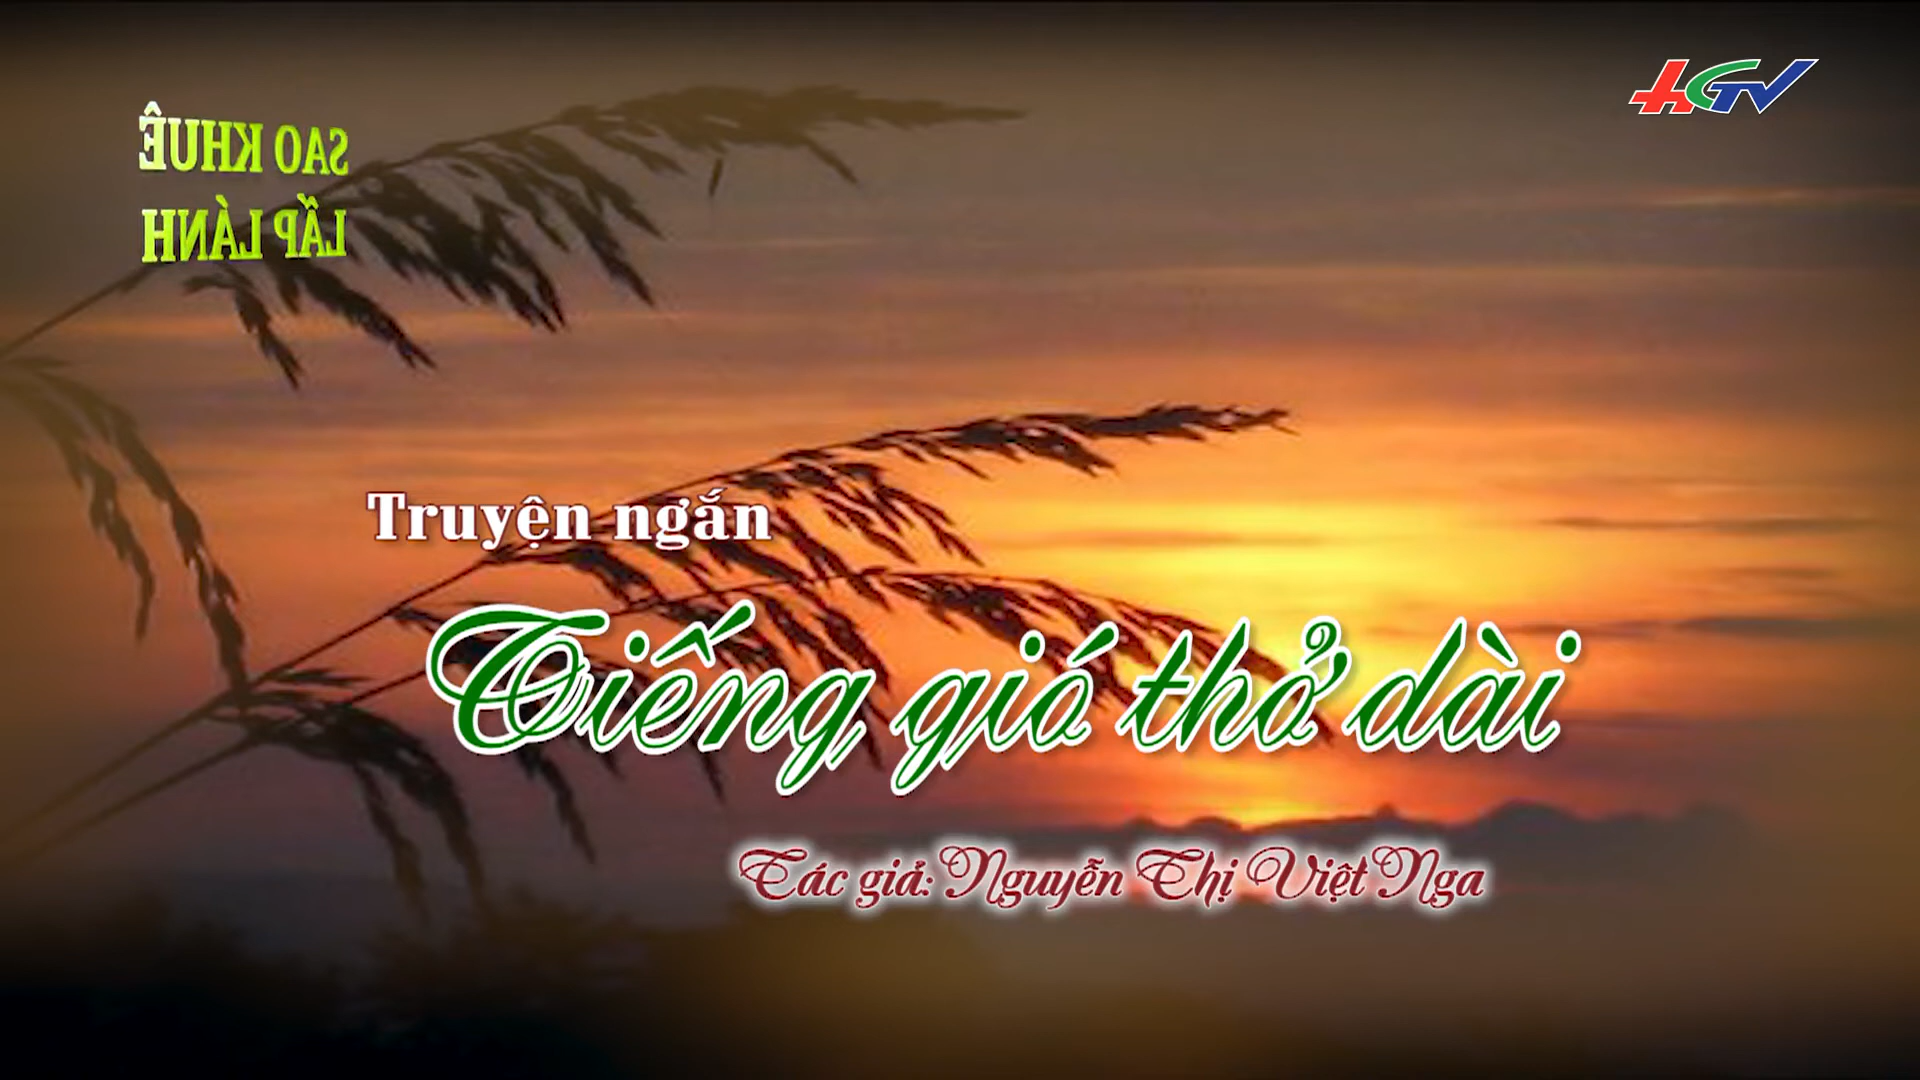 SAO KHUÊ
LẤP LÁNH
HGTV
Truyện ngắn
Tiếng gió thở dài
Tác giả: Nguyễn Thị Việt Nga